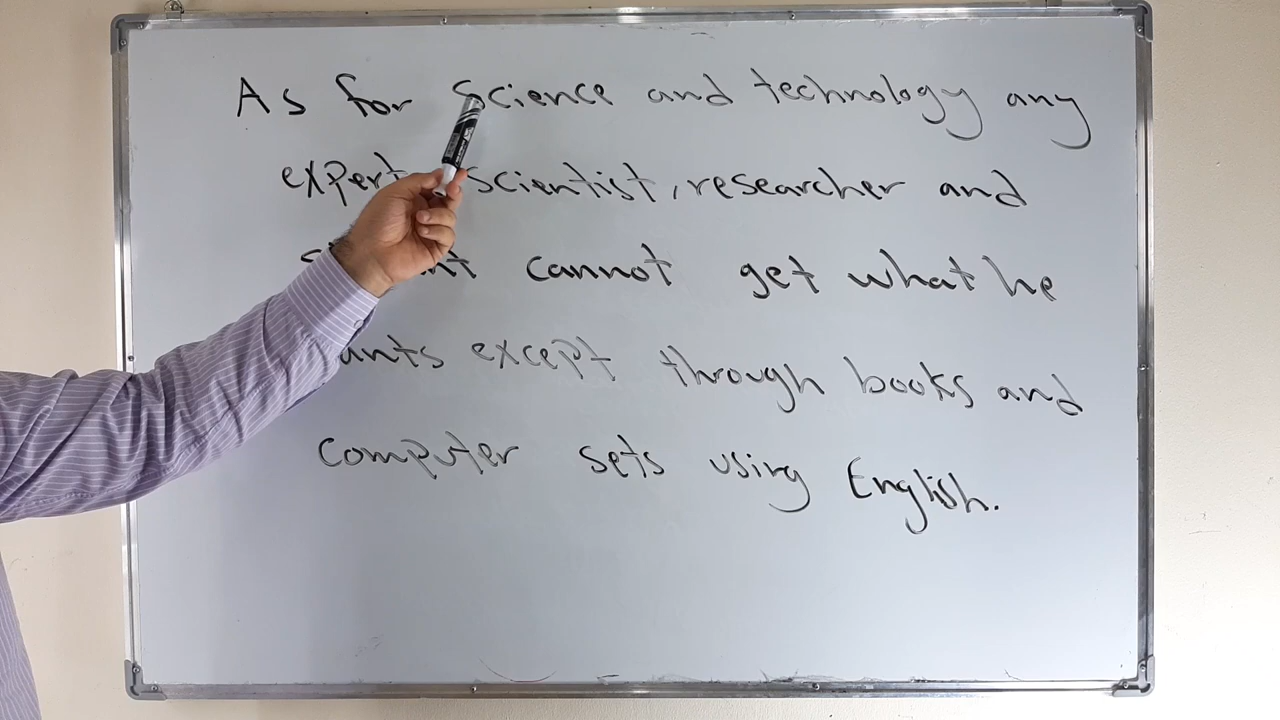 As for science and technology any
expert scientist, researcher and
cannot get what he
except through books and
computer sets using English.